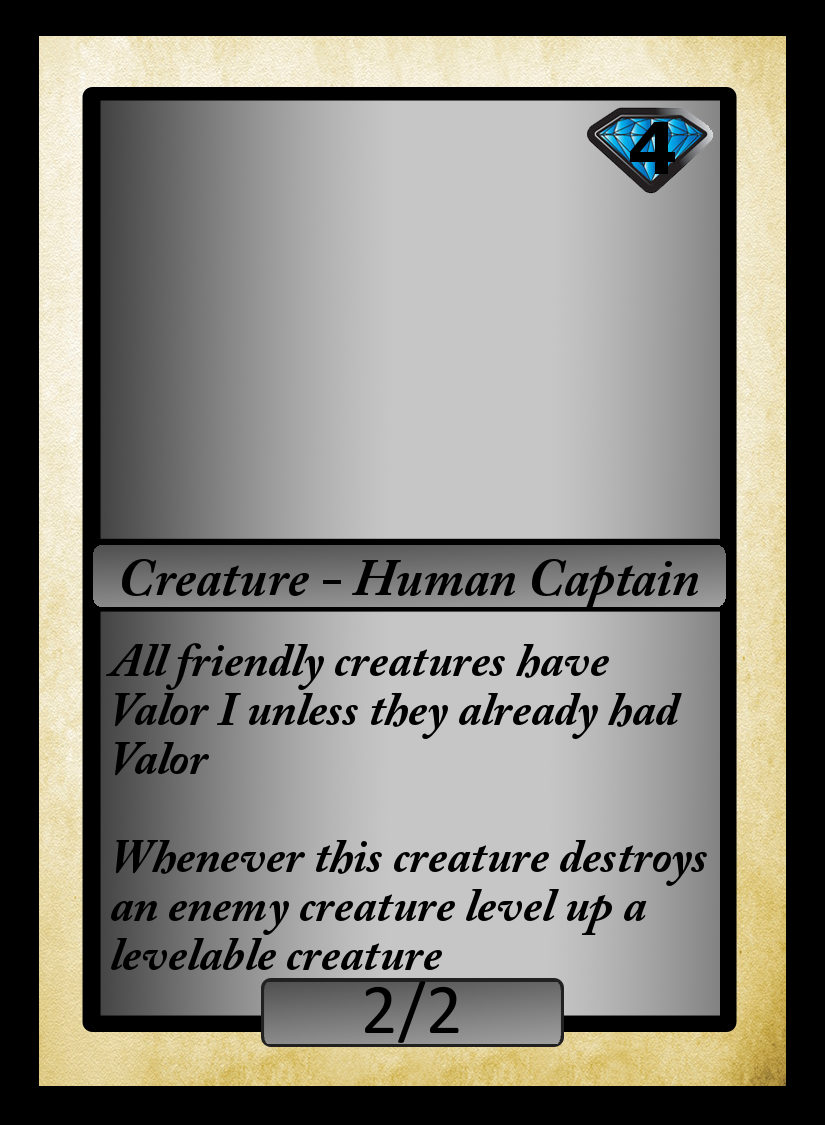 4
Creature - Human Captain
All friendly creatures have
Valor I unless they already had
Valor
Whenever this creature destroys
an enemy creature level up a
levelable creature
2/2